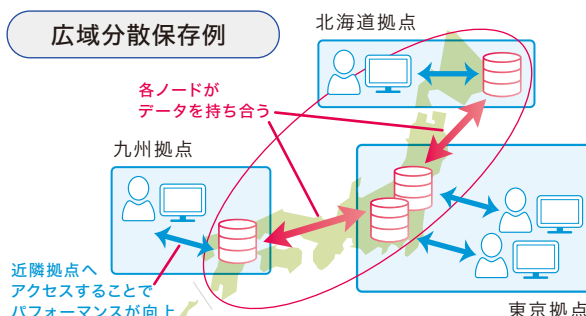 広域分散保存例
北海道拠点
各ノードが
データを持ち合う
九州拠点
近隣拠点へ
アクセスすることで
パフォーマンスが向上
東京拠点